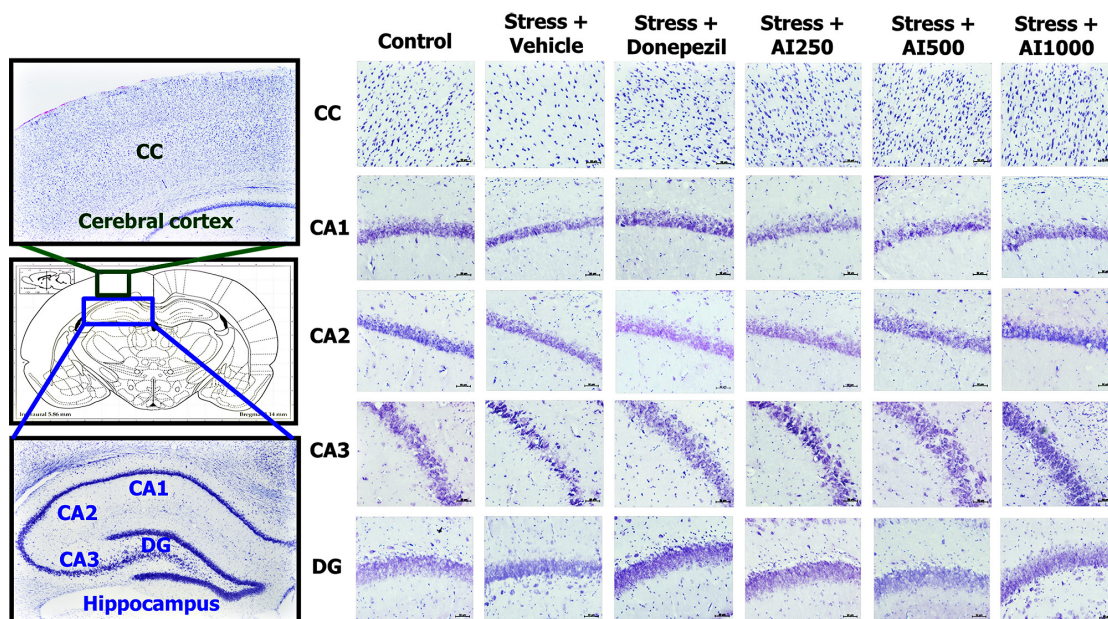 Control
Stress +
Vehicle
Stress +
Donepezil
Stress +
AI250
Stress +
AI500
Stress +
AI1000
CC
Cerebral cortex
CC
CA1
CA2
CA3
DG
CA1
CA2
CA3
DG
Hippocampus